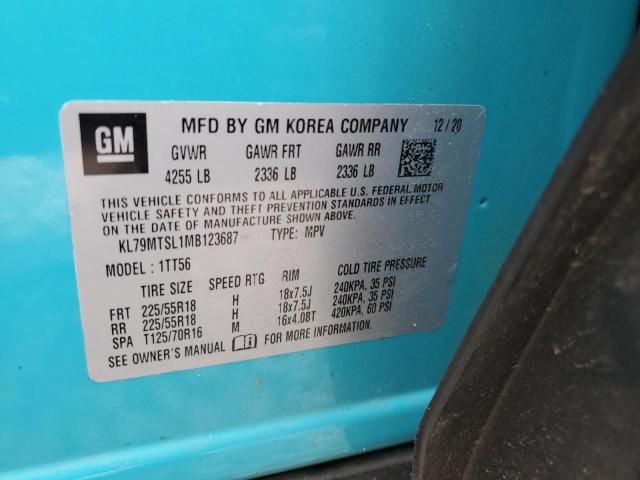 GM MFD BY GM KOREA COMPANY 12/20
GVWR GAWR FRT GAWR RR
4255 LB 2336 LB 2336 LB
THIS VEHICLE CONFORMS TO ALL APPLICABLE U.S. FEDERAL MOTOR
VEHICLE SAFETY AND THEFT PREVENTION STANDARDS IN EFFECT
ON THE DATE OF MANUFACTURE SHOWN ABOVE.
KL79MTSL1MB123687 TYPE: MPV
MODEL: 1TT56
TIRE SIZE SPEED RTG RIM COLD TIRE PRESSURE
FRT 225/55R18 H 18x7.5J 240KPA, 35 PSI
RR 225/55R18 H 18x7.5J 240KPA, 35 PSI
SPA T125/70R16 M 16x4.0BT 420KPA, 60 PSI
SEE OWNER'S MANUAL FOR MORE INFORMATION